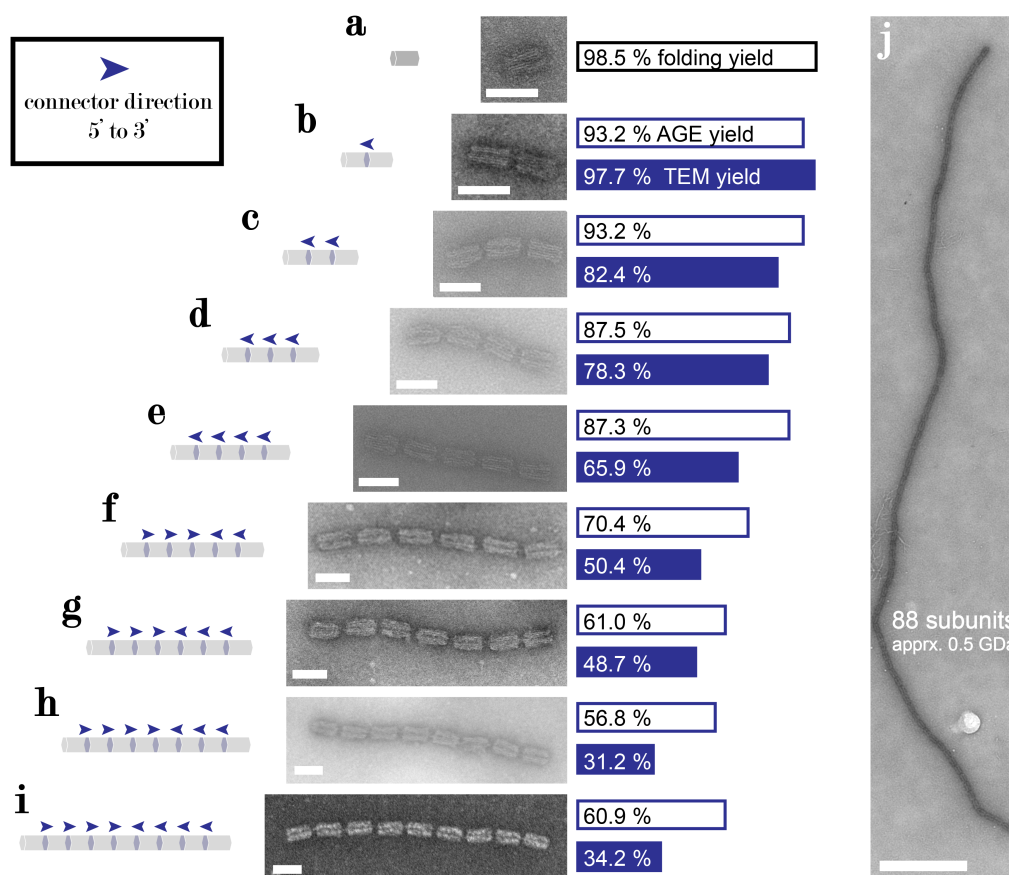 connector direction
5' to 3'
a
98.5 % folding yield
b
93.2 % AGE yield
97.7 % TEM yield
c
93.2 %
82.4 %
d
87.5 %
78.3 %
e
87.3 %
65.9 %
f
70.4 %
50.4 %
g
61.0 %
48.7 %
h
56.8 %
31.2 %
i
60.9 %
34.2 %
j
88 subunits
apprx. 0.5 GDa